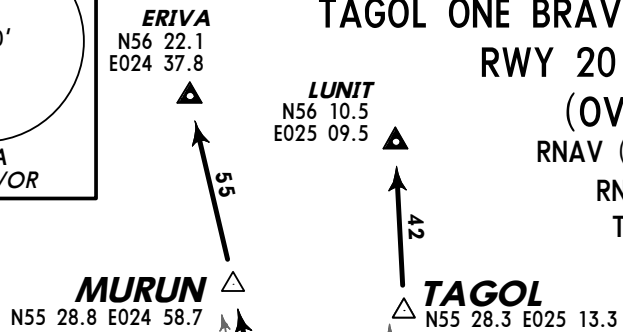 ERIVA
N56 22.1
E024 37.8
TAGOL ONE BRAV
RWY 20
(OV
RNAV (
RN
T
LUNIT
N56 10.5
E025 09.5
0'
A
VOR
55
42
MURUN
N55 28.8 E024 58.7
TAGOL
N55 28.3 E025 13.3